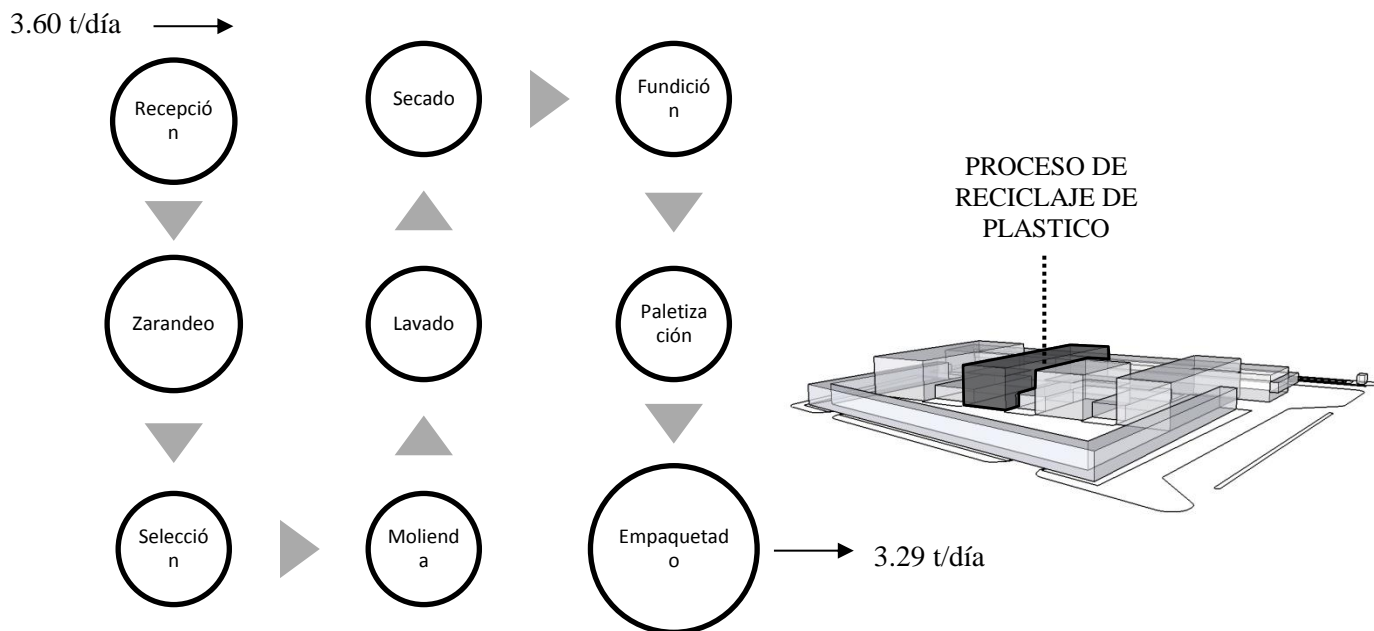 3.60 t/día
Recepció
n
Zarandeo
Selecció
n
Moliend
a
Lavado
Secado
Fundició
n
Paletiza
ción
Empaquetad
o
3.29 t/día
PROCESO DE
RECICLAJE DE
PLASTICO